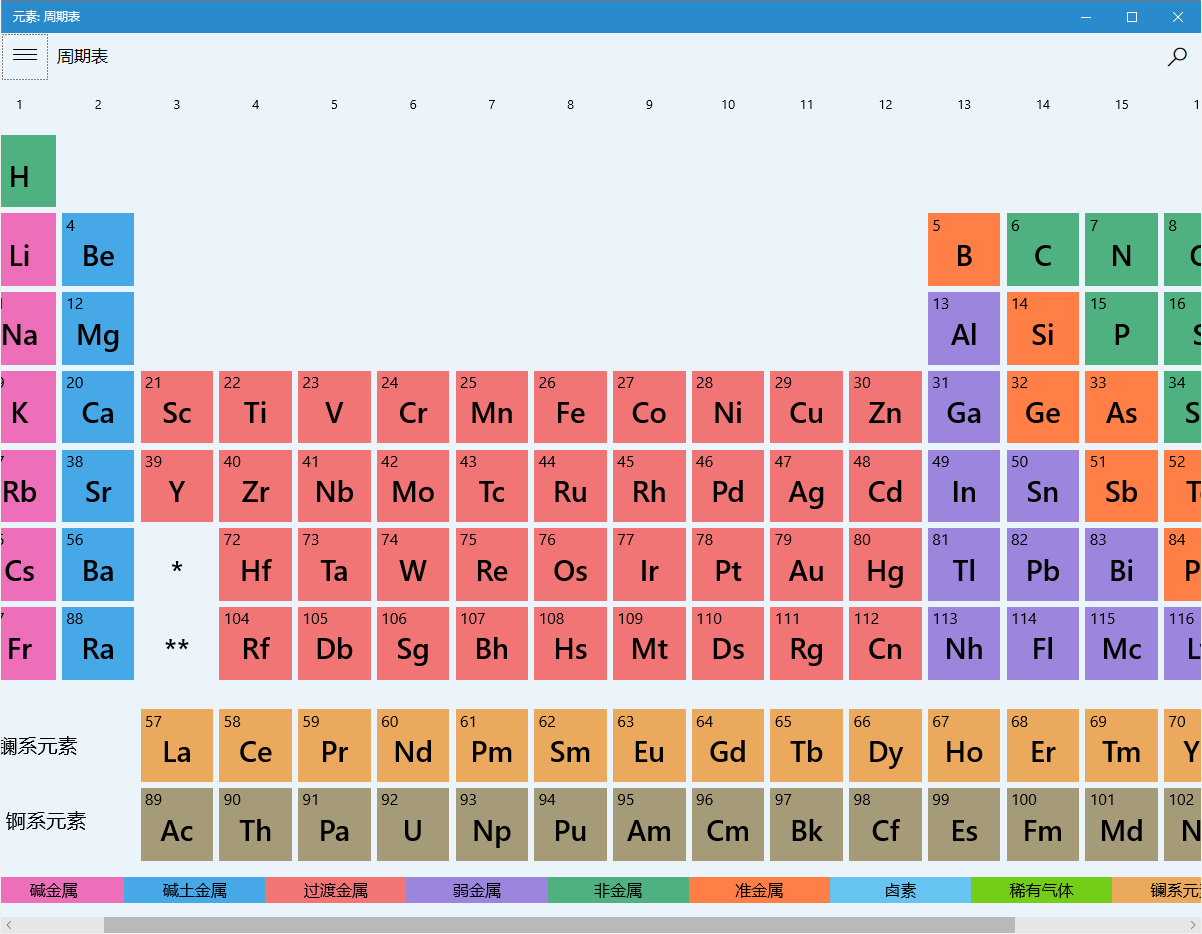 元素: 周期表
周期表
1 2 3 4 5 6 7 8 9 10 11 12 13 14 15
H
4 5 6 7 8
Li Be B C N
12 13 14 15 16
Na Mg Al Si P
20 21 22 23 24 25 26 27 28 29 30 31 32 33 34
K Ca Sc Ti V Cr Mn Fe Co Ni Cu Zn Ga Ge As
38 39 40 41 42 43 44 45 46 47 48 49 50 51 52
Rb Sr Y Zr Nb Mo Tc Ru Rh Pd Ag Cd In Sn Sb
56 72 73 74 75 76 77 78 79 80 81 82 83 84
Cs Ba * Hf Ta W Re Os Ir Pt Au Hg Tl Pb Bi
88 104 105 106 107 108 109 110 111 112 113 114 115 116
Fr Ra ** Rf Db Sg Bh Hs Mt Ds Rg Cn Nh Fl Mc
57 58 59 60 61 62 63 64 65 66 67 68 69 70
镧系元素 La Ce Pr Nd Pm Sm Eu Gd Tb Dy Ho Er Tm
89 90 91 92 93 94 95 96 97 98 99 100 101 102
锕系元素 Ac Th Pa U Np Pu Am Cm Bk Cf Es Fm Md
碱金属 碱土金属 过渡金属 弱金属 非金属 准金属 卤素 稀有气体 镧系元